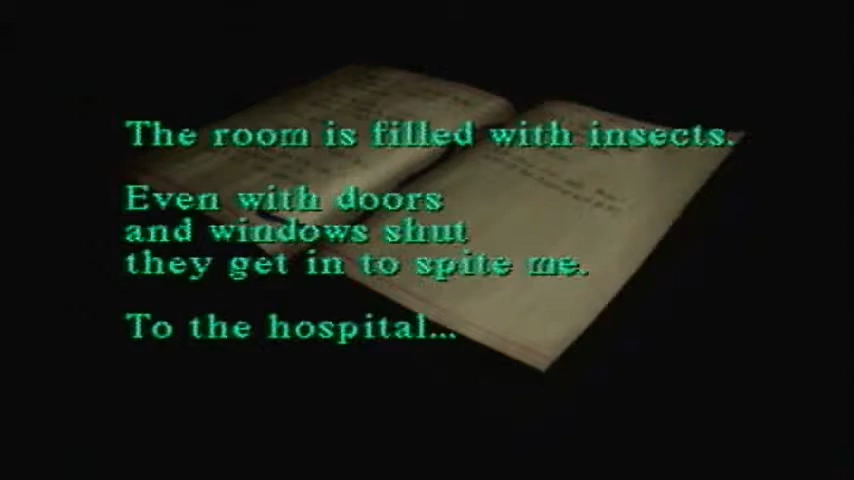 The room is filled with insects.
Even with doors
and windows shut
they get in to spite me.
To the hospital...